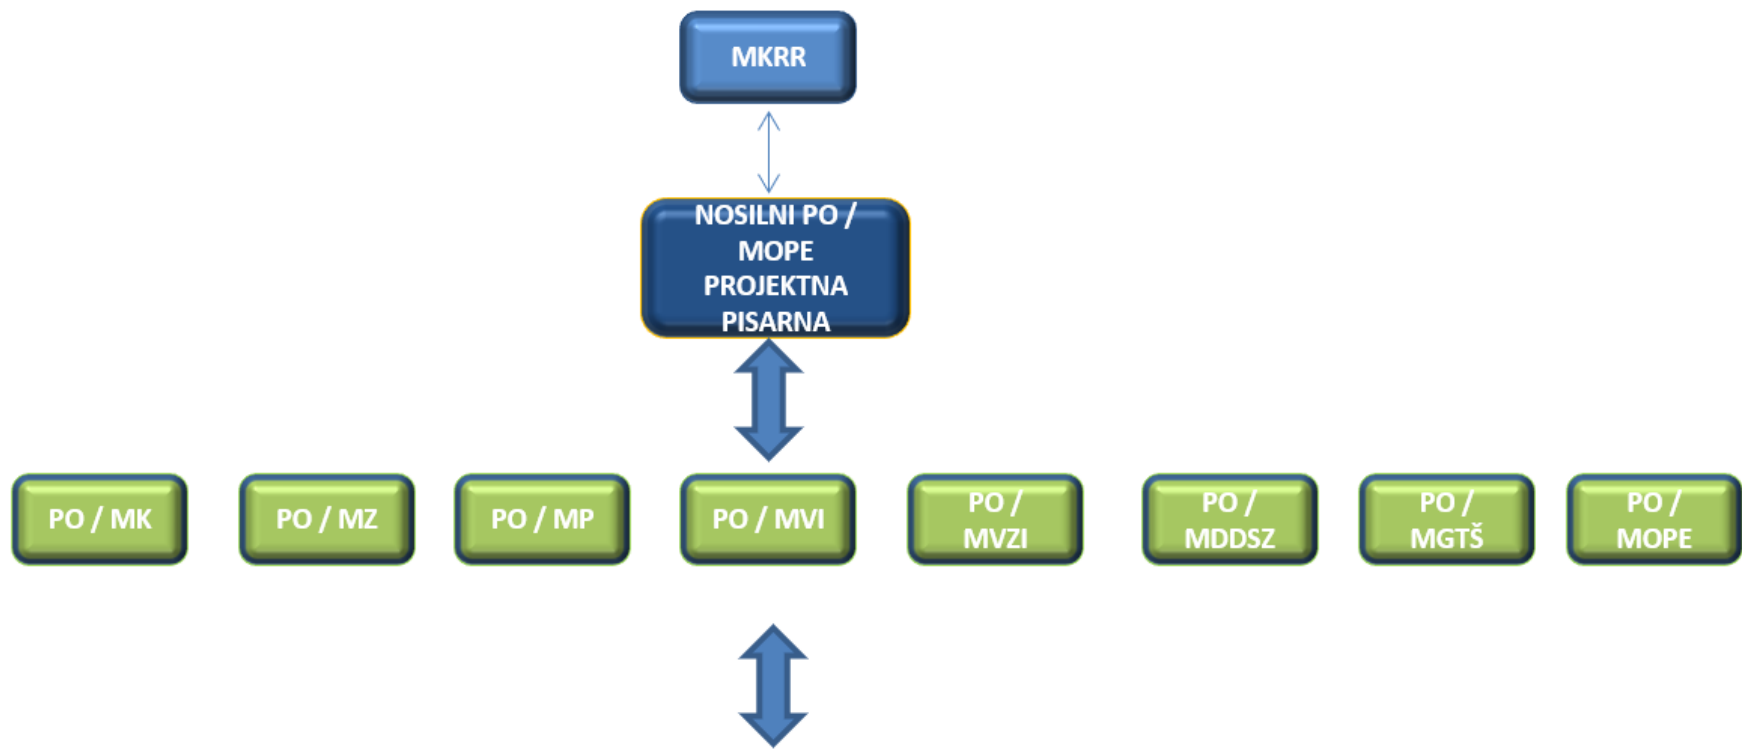 MKRR
NOSILNI PO /
MOPE
PROJEKTNA
PISARNA
PO / MK
PO / MZ
PO / MP
PO / MVI
PO /
MVZI
PO /
MDDSZ
PO /
MGTŠ
PO /
MOPE